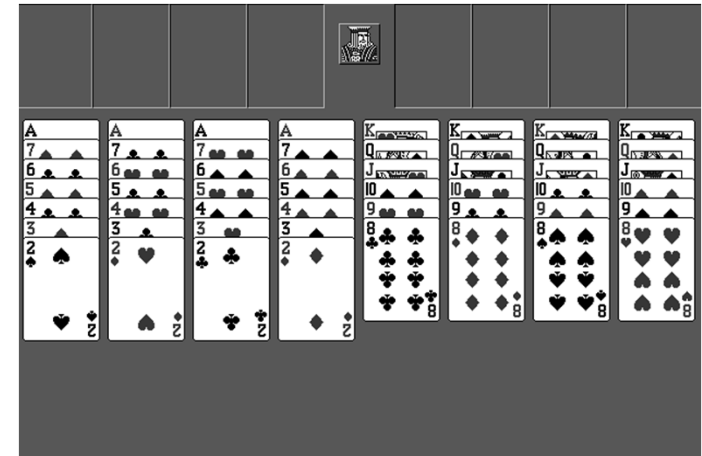 A A A A K K K K
7 7 7 7 Q Q Q Q
6 6 6 6 J J J J
5 5 5 5 10 10 10 10
4 4 4 4 9 9 9 9
3 3 3 3 8 8 8 8
2 2 2 2
8 8 8 8
2 2 2 2